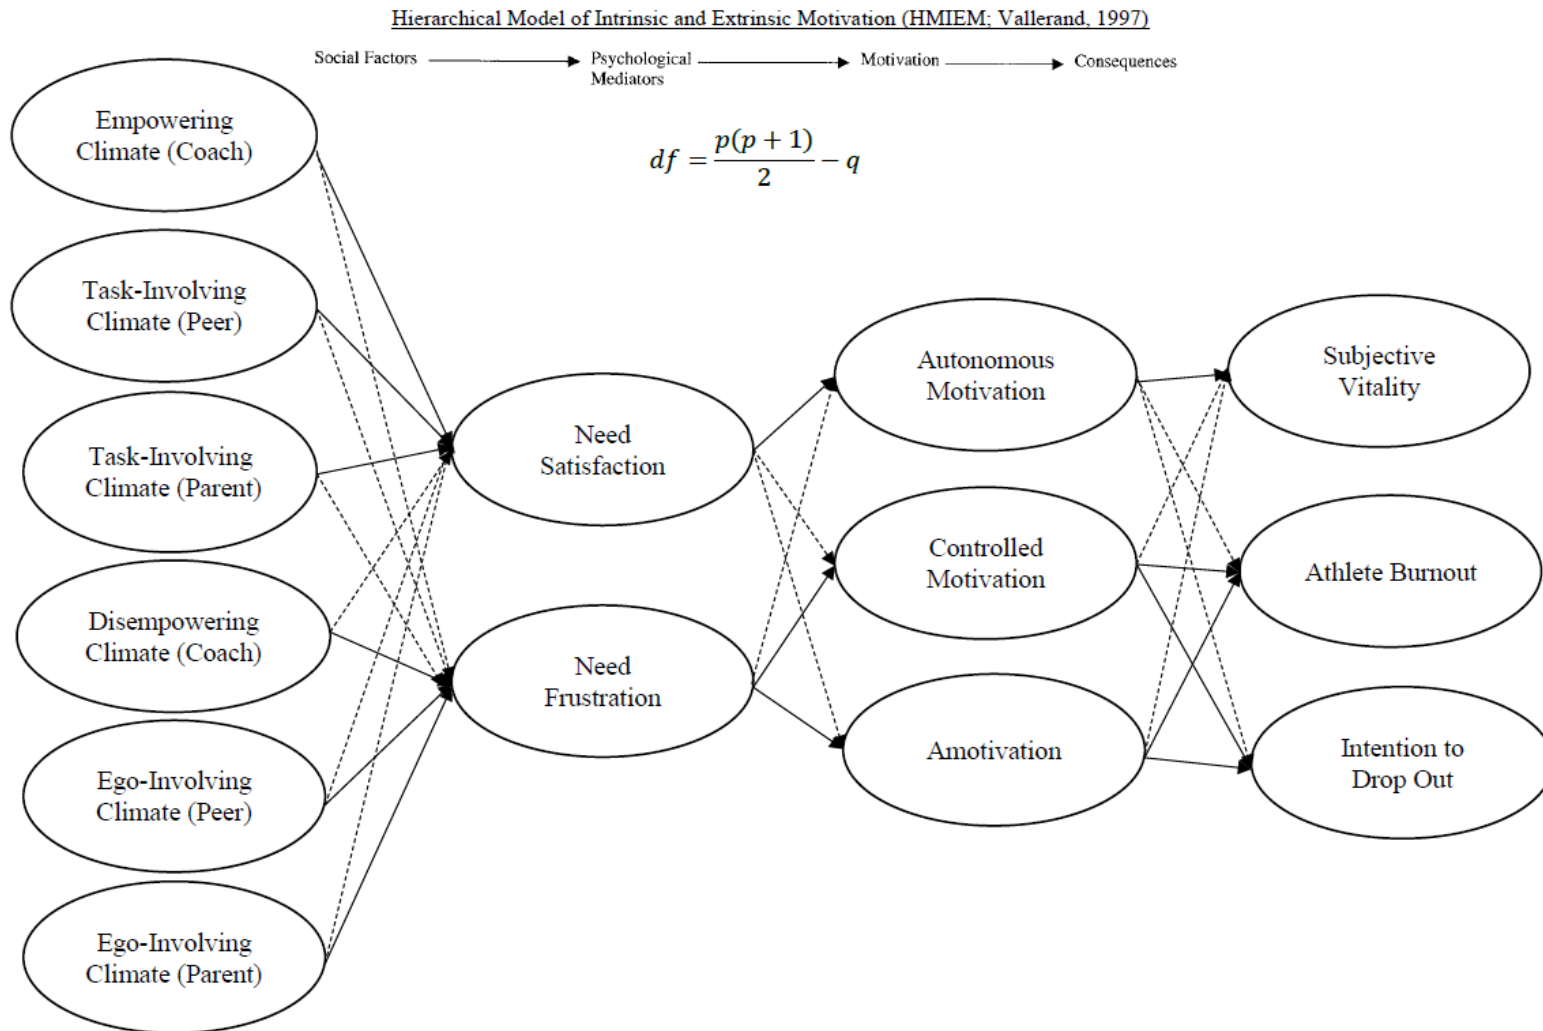 Hierarchical Model of Intrinsic and Extrinsic Motivation (HMIEM; Vallerand, 1997)
Social Factors
Psychological
Mediators
Motivation
Consequences
df = p(p + 1)/2 − q
Empowering
Climate (Coach)
Task-Involving
Climate (Peer)
Task-Involving
Climate (Parent)
Disempowering
Climate (Coach)
Ego-Involving
Climate (Peer)
Ego-Involving
Climate (Parent)
Need
Satisfaction
Need
Frustration
Autonomous
Motivation
Controlled
Motivation
Amotivation
Subjective
Vitality
Athlete Burnout
Intention to
Drop Out